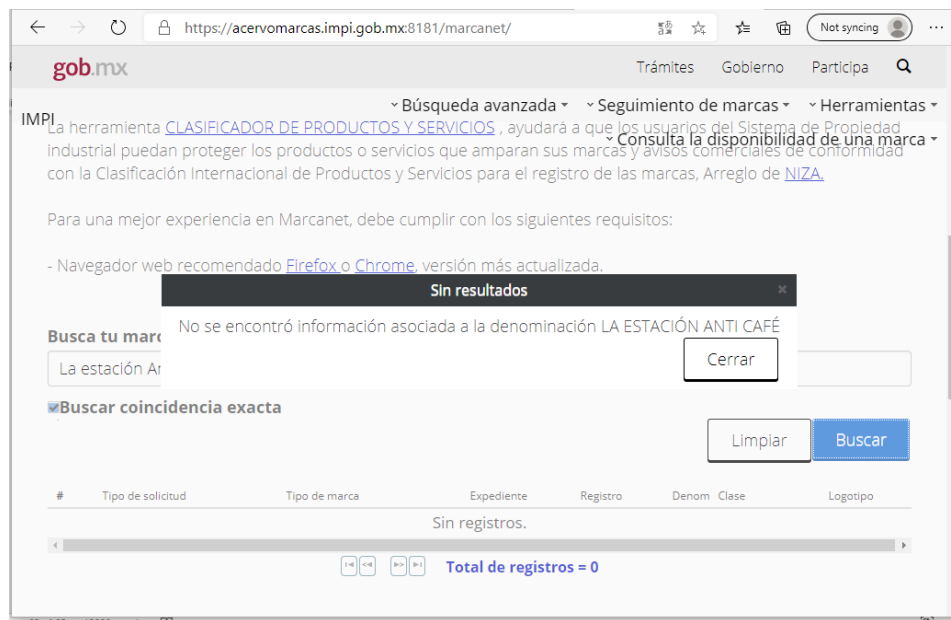 https://acervomarcas.impi.gob.mx:8181/marcanet/
Not syncing
gob.mx
Trámites Gobierno Participa
IMPI
Búsqueda avanzada Seguimiento de marcas Herramientas
Consulta la disponibilidad de una marca
La herramienta CLASIFICADOR DE PRODUCTOS Y SERVICIOS , ayudará a que los usuarios del Sistema de Propiedad
industrial puedan proteger los productos o servicios que amparan sus marcas y avisos comerciales de conformidad
con la Clasificación Internacional de Productos y Servicios para el registro de las marcas, Arreglo de NIZA.
Para una mejor experiencia en Marcanet, debe cumplir con los siguientes requisitos:
- Navegador web recomendado Firefox o Chrome, versión más actualizada.
Sin resultados
No se encontró información asociada a la denominación LA ESTACIÓN ANTI CAFÉ
Cerrar
Busca tu marc
La estación
Buscar coincidencia exacta
Limpiar Buscar
# Tipo de solicitud Tipo de marca Expediente Registro Denom Clase Logotipo
Sin registros.
Total de registros = 0